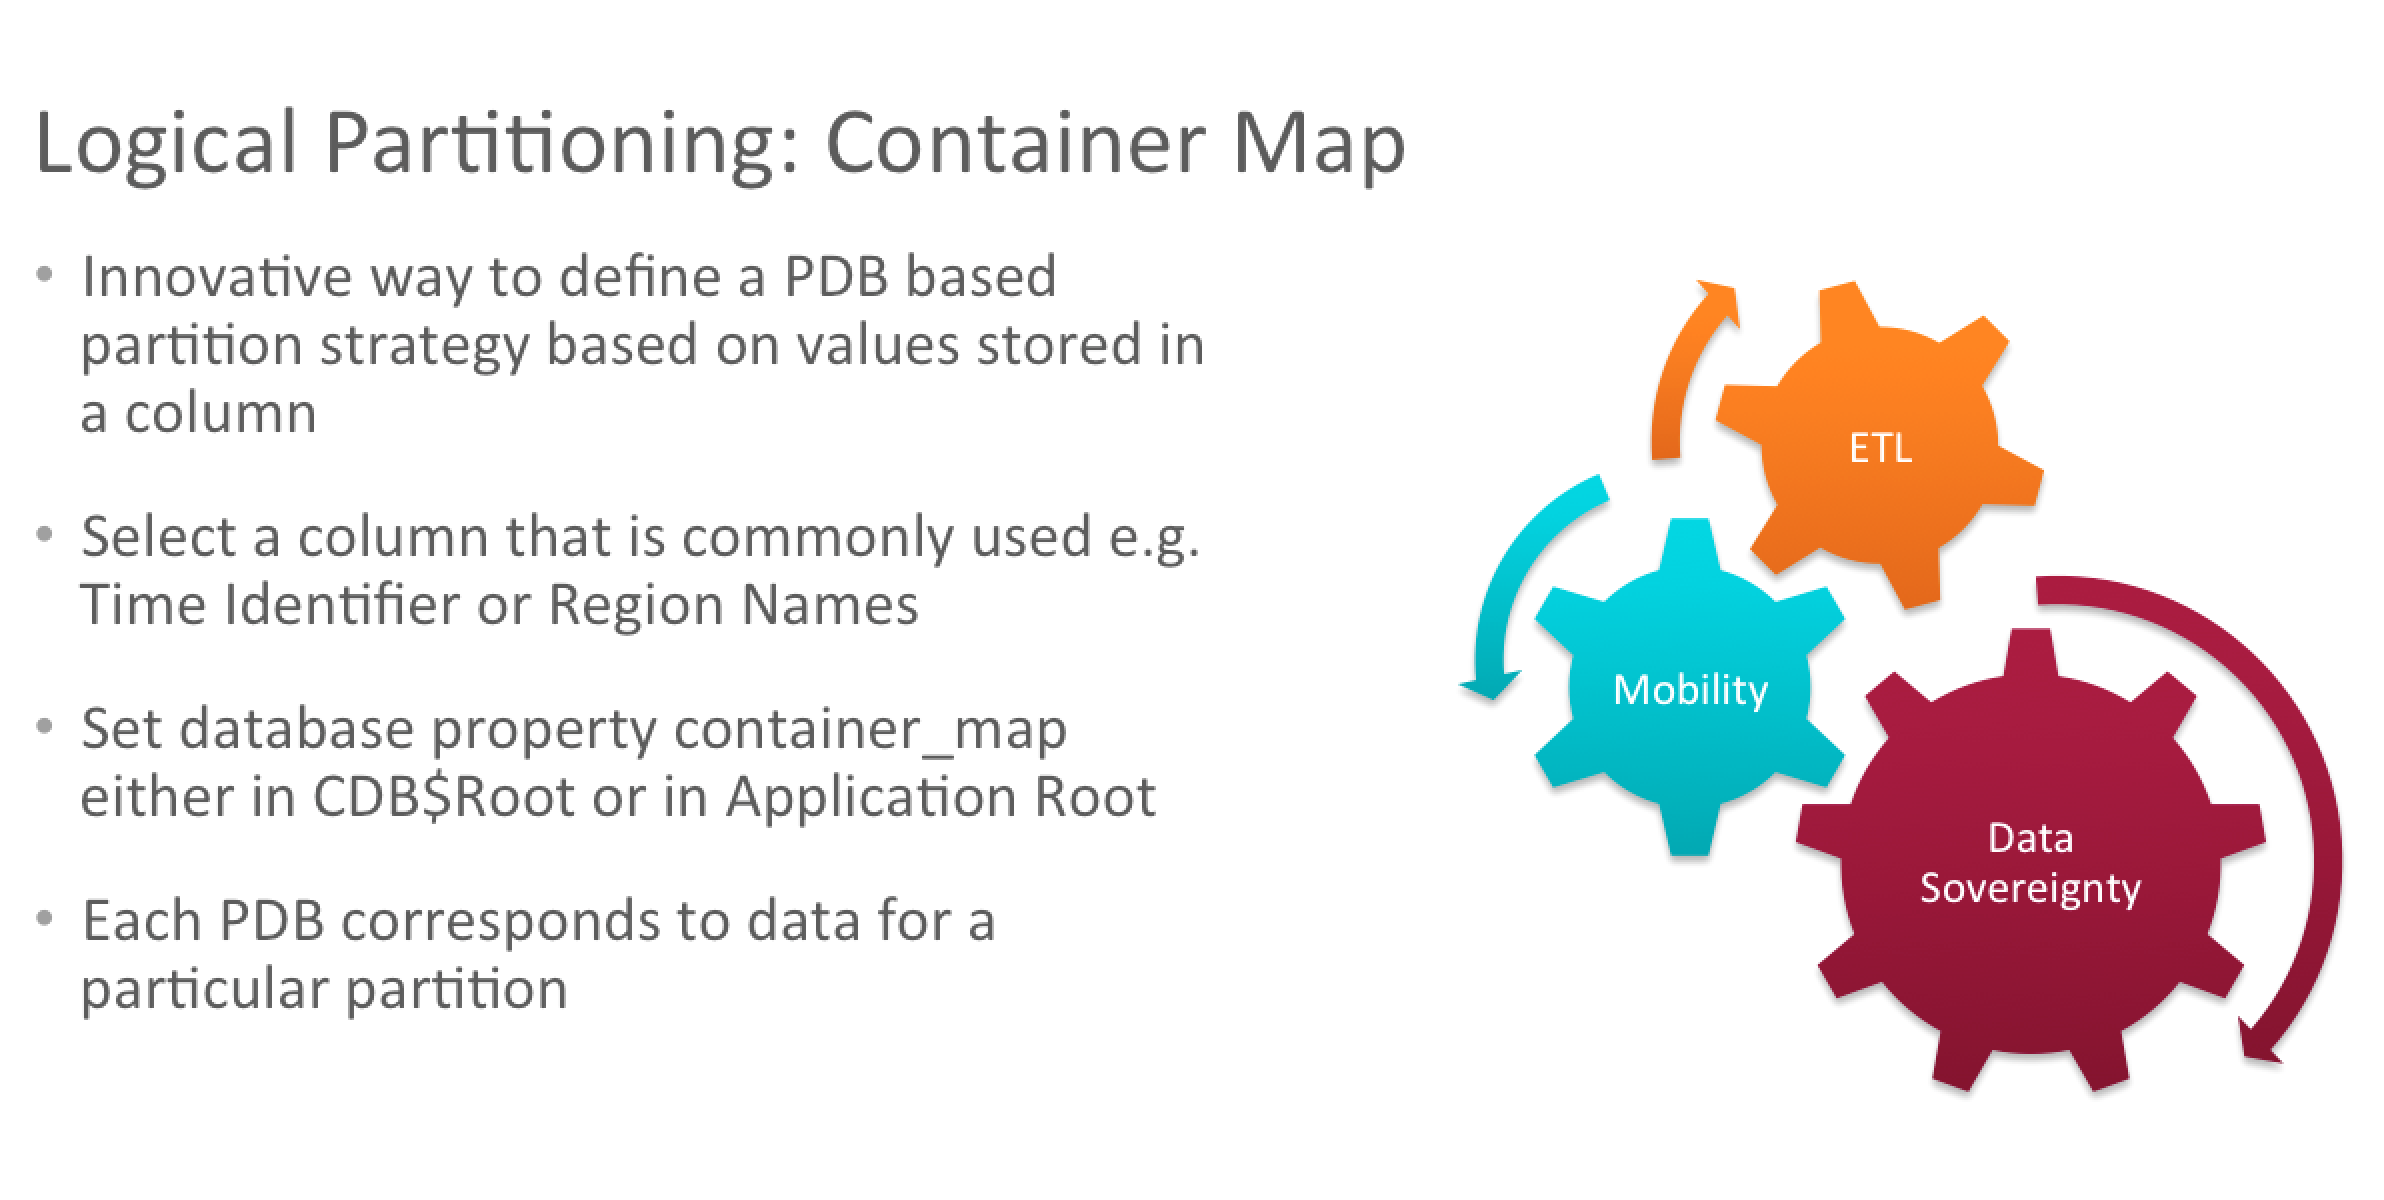 Logical Partitioning: Container Map
• Innovative way to define a PDB based
partition strategy based on values stored in
a column
• Select a column that is commonly used e.g.
Time Identifier or Region Names
• Set database property container_map
either in CDB$Root or in Application Root
• Each PDB corresponds to data for a
particular partition
ETL
Mobility
Data
Sovereignty